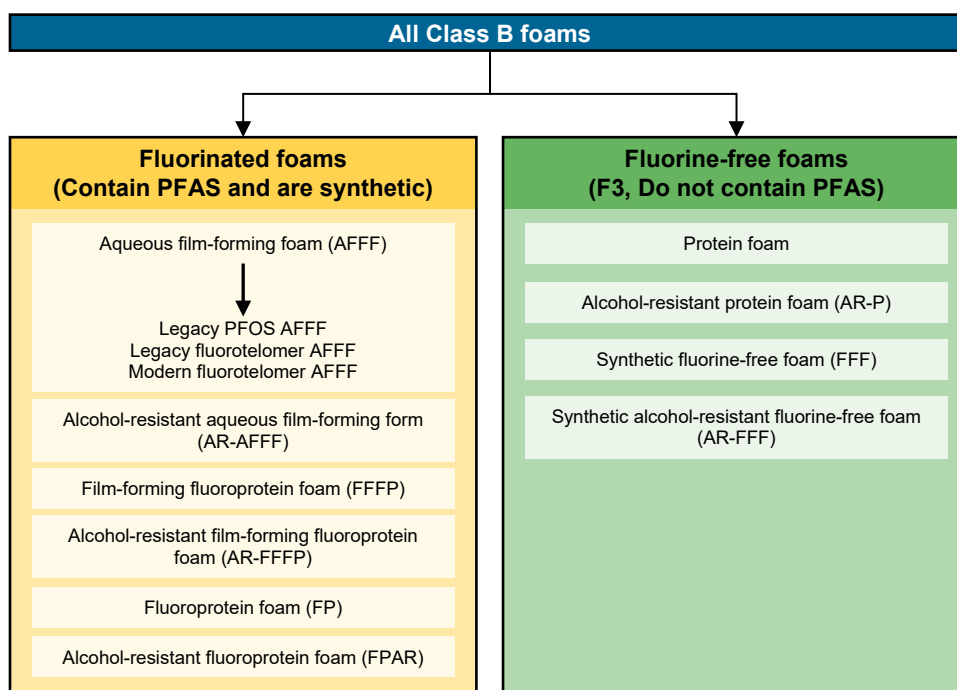 All Class B foams
Fluorinated foams
(Contain PFAS and are synthetic)
Aqueous film-forming foam (AFFF)
Legacy PFOS AFFF
Legacy fluorotelomer AFFF
Modern fluorotelomer AFFF
Alcohol-resistant aqueous film-forming form
(AR-AFFF)
Film-forming fluoroprotein foam (FFFP)
Alcohol-resistant film-forming fluoroprotein
foam (AR-FFFP)
Fluoroprotein foam (FP)
Alcohol-resistant fluoroprotein foam (FPAR)
Fluorine-free foams
(F3, Do not contain PFAS)
Protein foam
Alcohol-resistant protein foam (AR-P)
Synthetic fluorine-free foam (FFF)
Synthetic alcohol-resistant fluorine-free foam
(AR-FFF)